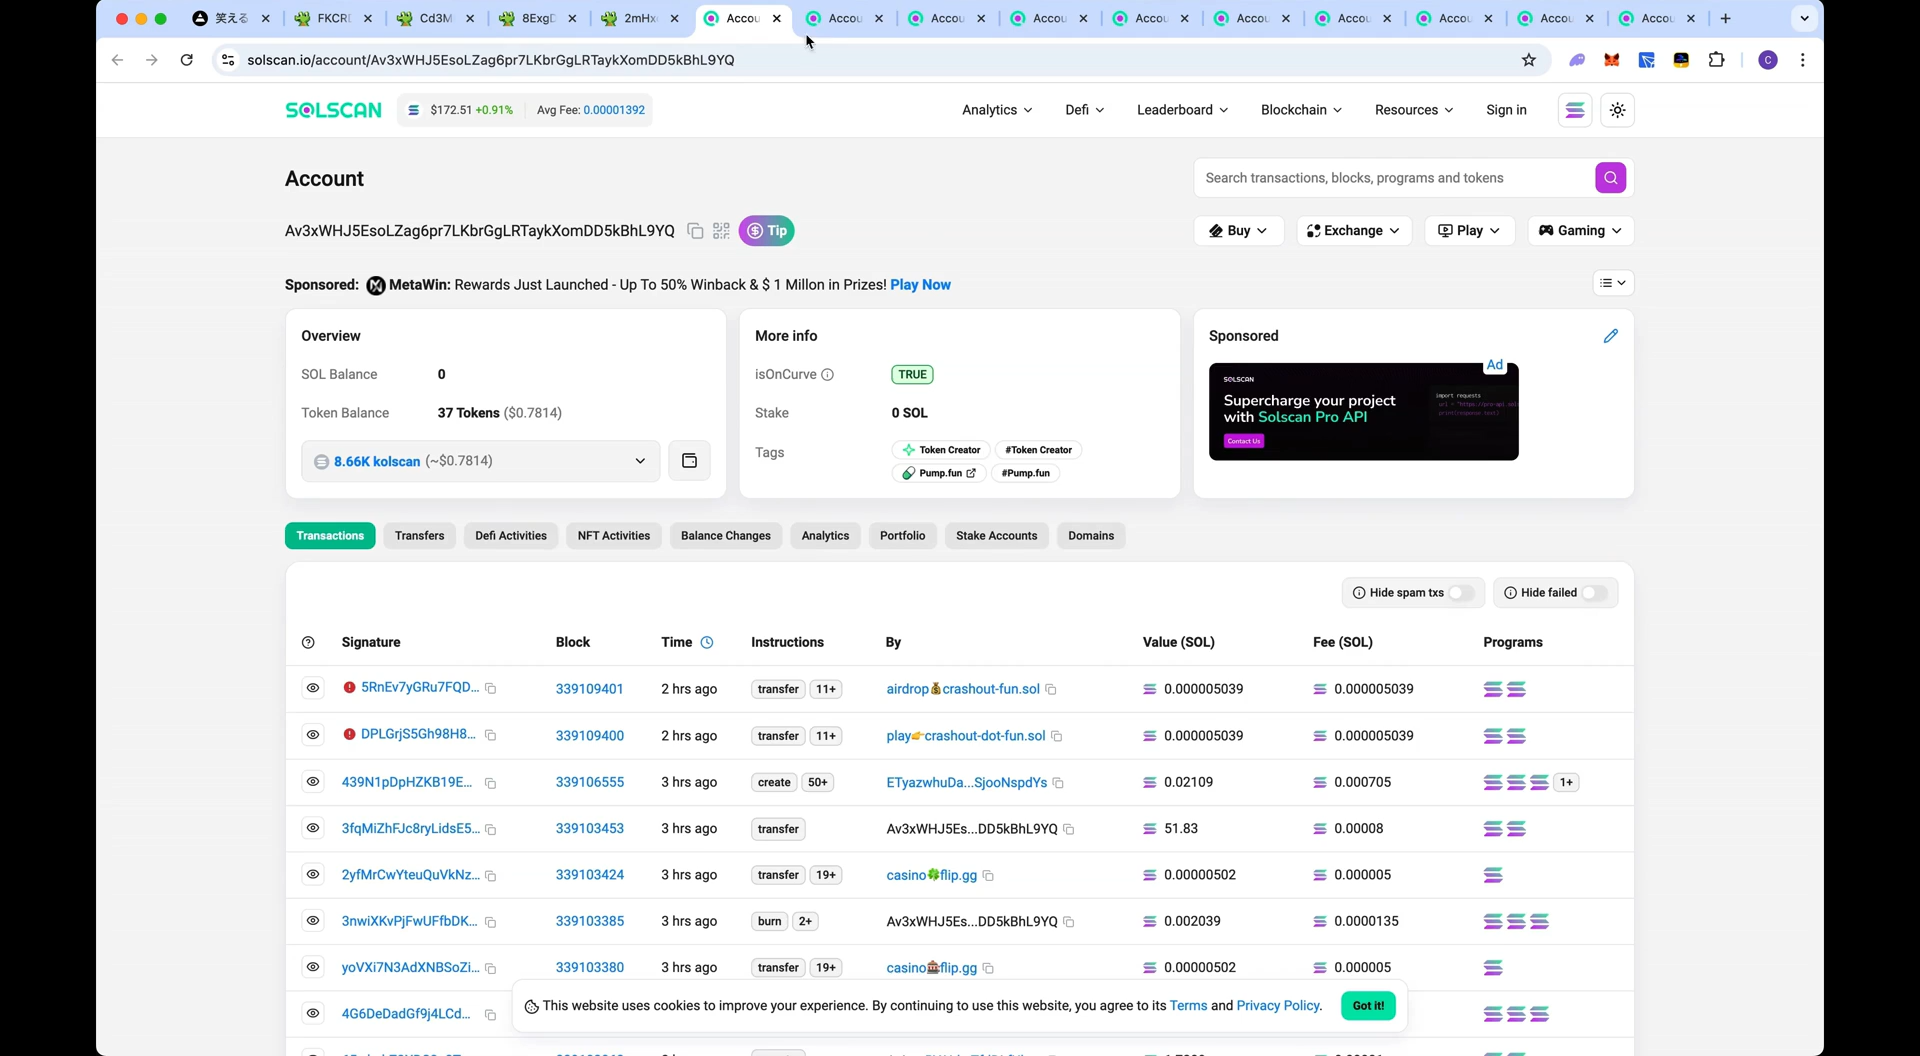 笑える
FKCR
Cd3M
8Exg
2mHx
Accou
Accou
Accou
Accou
Accou
Accou
Accou
Accou
Accou
Accou
solscan.io/account/Av3xWHJ5EsoLZag6pr7LKbrGgLRTaykXomDD5kBhL9YQ
C
SOLSCAN
$172.51 +0.91%
Avg Fee: 0.00001392
Analytics
Defi
Leaderboard
Blockchain
Resources
Sign in
Account
Search transactions, blocks, programs and tokens
Av3xWHJ5EsoLZag6pr7LKbrGgLRTaykXomDD5kBhL9YQ
Tip
Buy
Exchange
Play
Gaming
Sponsored: MetaWin: Rewards Just Launched - Up To 50% Winback & $ 1 Millon in Prizes! Play Now
Overview
SOL Balance 0
Token Balance 37 Tokens ($0.7814)
8.66K kolscan (~$0.7814)
More info
isOnCurve TRUE
Stake 0 SOL
Tags Token Creator #Token Creator
Pump.fun #Pump.fun
Sponsored
Ad
SOLSCAN
Supercharge your project
with Solscan Pro API
Contact Us
import requests
Transactions
Transfers
Defi Activities
NFT Activities
Balance Changes
Analytics
Portfolio
Stake Accounts
Domains
Hide spam txs
Hide failed
Signature Block Time Instructions By Value (SOL) Fee (SOL) Programs
5RnEv7yGRu7FQD... 339109401 2 hrs ago transfer 11+ airdrop💰crashout-fun.sol 0.000005039 0.000005039
DPLGrjS5Gh98H8... 339109400 2 hrs ago transfer 11+ play👉crashout-dot-fun.sol 0.000005039 0.000005039
439N1pDpHZKB19E... 339106555 3 hrs ago create 50+ ETyazwhuDa...SjooNspdYs 0.02109 0.000705 1+
3fqMiZhFJc8ryLidsE5... 339103453 3 hrs ago transfer Av3xWHJ5Es...DD5kBhL9YQ 51.83 0.00008
2yfMrCwYteuQuVkNz... 339103424 3 hrs ago transfer 19+ casino🍀flip.gg 0.00000502 0.000005
3nwiXKvPjFwUFfbDK... 339103385 3 hrs ago burn 2+ Av3xWHJ5Es...DD5kBhL9YQ 0.002039 0.0000135
yoVXi7N3AdXNBSoZi... 339103380 3 hrs ago transfer 19+ casino🎰flip.gg 0.00000502 0.000005
4G6DeDadGf9j4LCd...
This website uses cookies to improve your experience. By continuing to use this website, you agree to its Terms and Privacy Policy.
Got it!